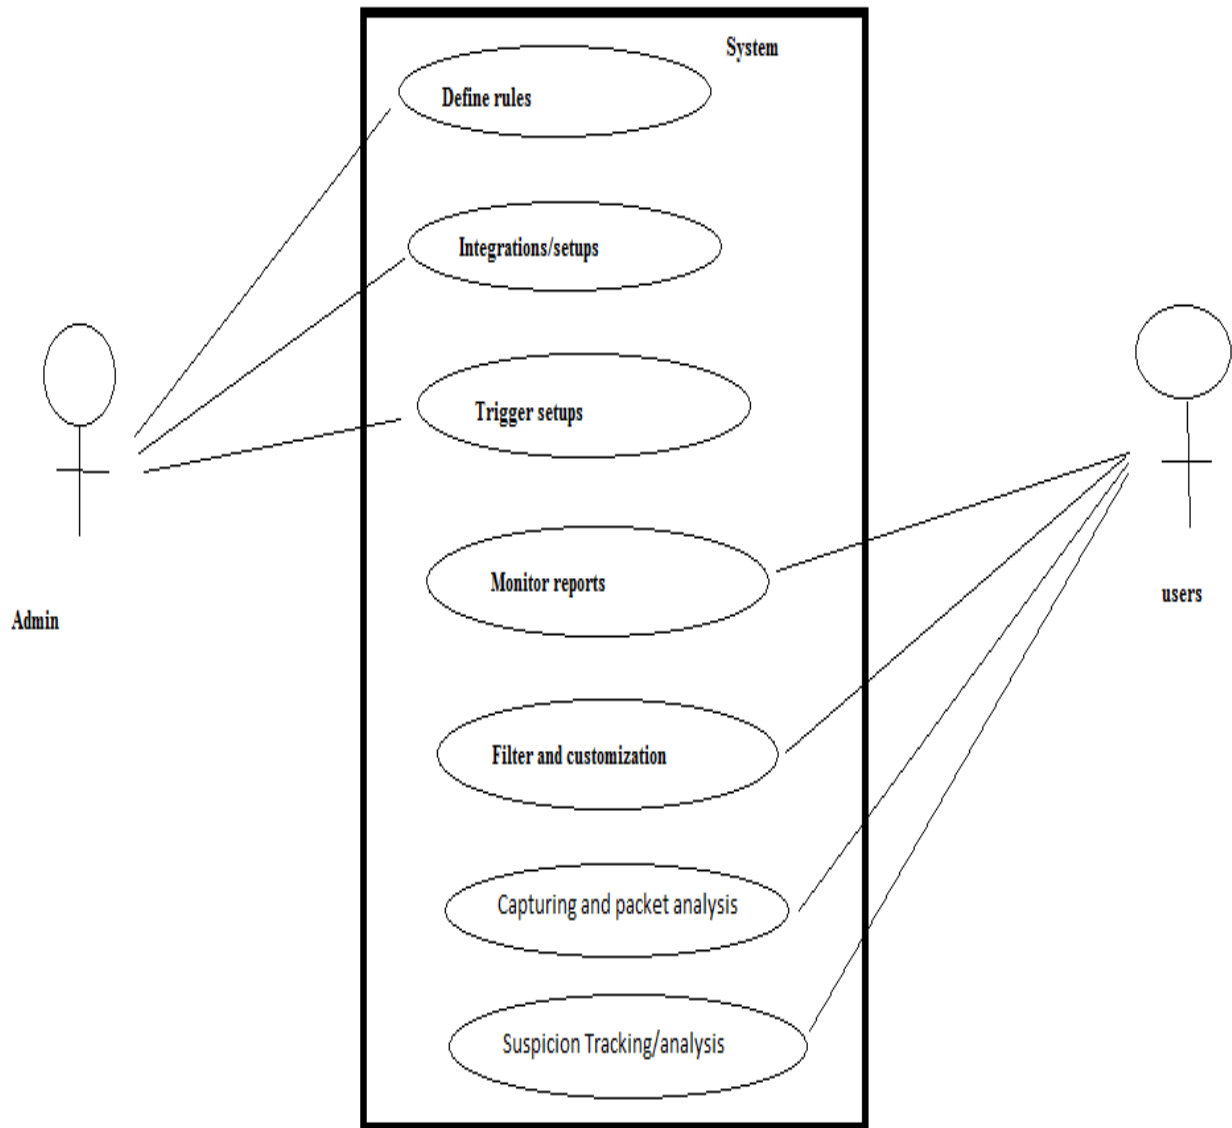 System
Define rules
Integrations/setups
Trigger setups
Monitor reports
users
Admin
Filter and customization
Capturing and packet analysis
Suspicion Tracking/analysis